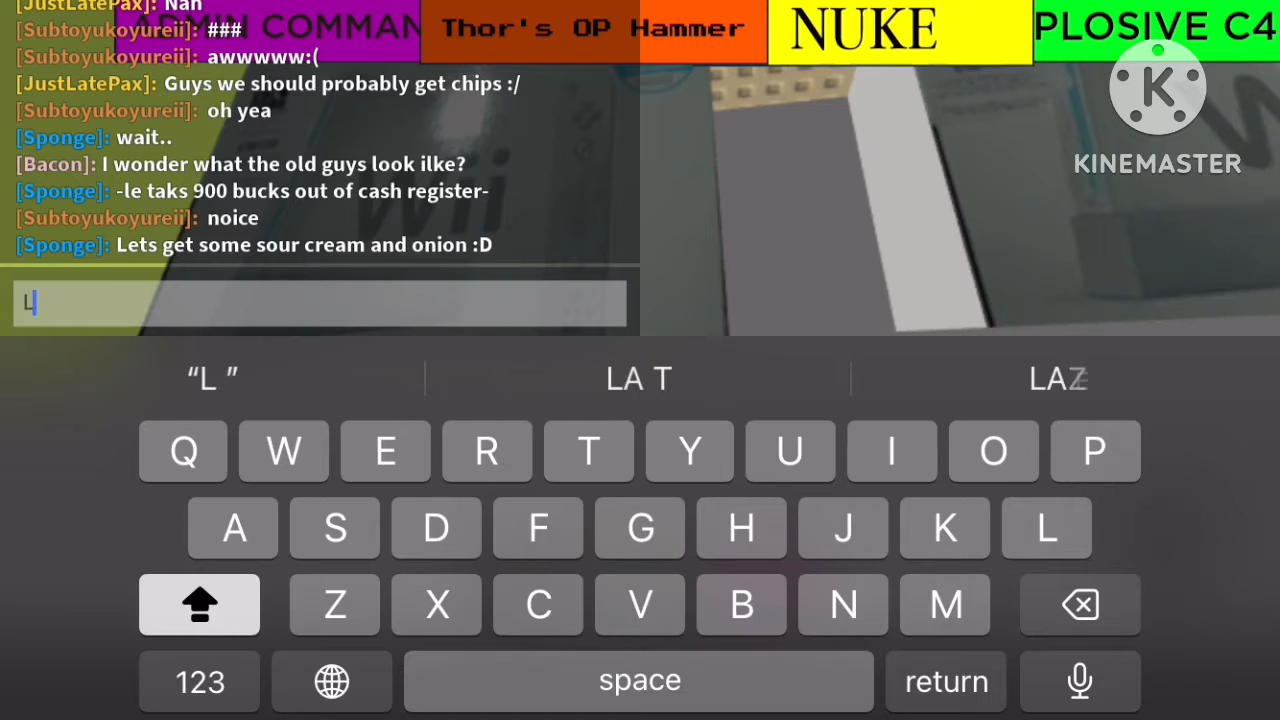 [JustLatePax]: Nah
[Subtoyukoyureii]: ###
[Subtoyukoyureii]: awwwww:(
[JustLatePax]: Guys we should probably get chips :/
[Subtoyukoyureii]: oh yea
[Sponge]: wait..
[Bacon]: I wonder what the old guys look ilke?
[Sponge]: -le taks 900 bucks out of cash register-
[Subtoyukoyureii]: noice
[Sponge]: Lets get some sour cream and onion :D
L
ADMIN COMMAN
Thor's OP Hammer
NUKE
PLOSIVE C4
K
KINEMASTER
Wii
W
“L ”
LA T
LAZ
Q W E R T Y U I O P
A S D F G H J K L
Z X C V B N M
123
space
return